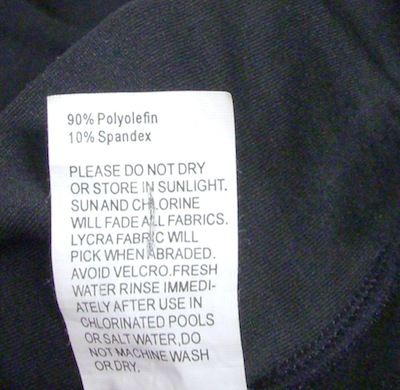 90% Polyolefin
10% Spandex
PLEASE DO NOT DRY
OR STORE IN SUNLIGHT.
SUN AND CHLORINE
WILL FADE ALL FABRICS.
LYCRA FABRIC WILL
PICK WHEN ABRADED.
AVOID VELCRO.FRESH
WATER RINSE IMMEDI-
ATELY AFTER USE IN
CHLORINATED POOLS
OR SALT WATER, DO
NOT MACHINE WASH
OR DRY.